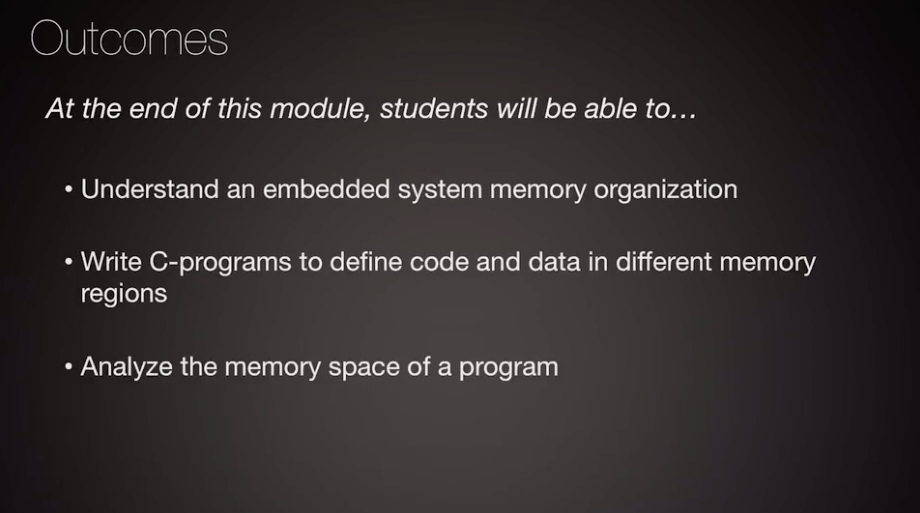 Outcomes
At the end of this module, students will be able to…
• Understand an embedded system memory organization
• Write C-programs to define code and data in different memory
regions
• Analyze the memory space of a program